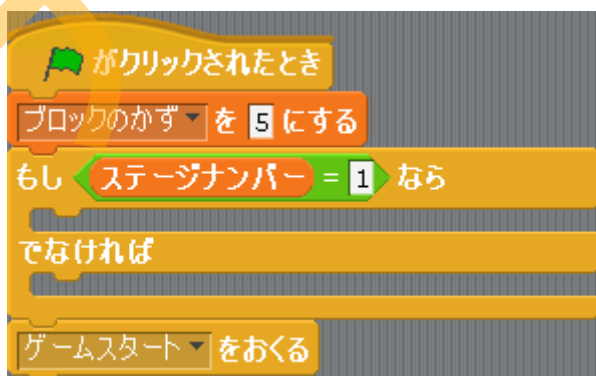 がクリックされたとき
ブロックのかず を 5 にする
もし ステージナンバー = 1 なら
でなければ
ゲームスタート をおくる